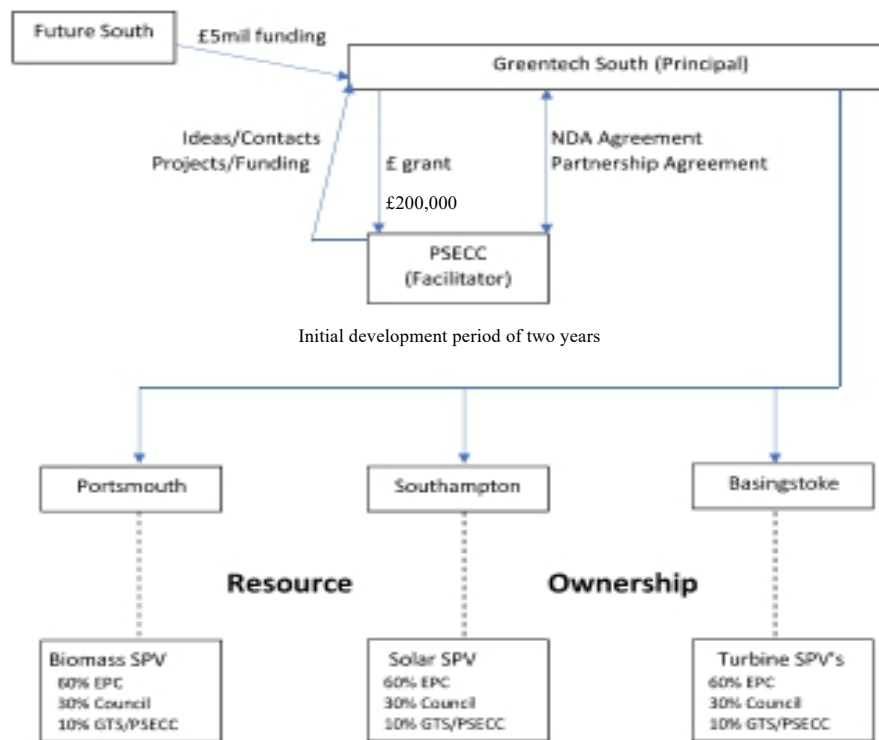 Future South
£5mil funding
Greentech South (Principal)
Ideas/Contacts
Projects/Funding
£ grant
£200,000
NDA Agreement
Partnership Agreement
PSECC
(Facilitator)
Initial development period of two years
Portsmouth
Southampton
Basingstoke
Resource
Ownership
Biomass SPV
60% EPC
30% Council
10% GTS/PSECC
Solar SPV
60% EPC
30% Council
10% GTS/PSECC
Turbine SPV's
60% EPC
30% Council
10% GTS/PSECC